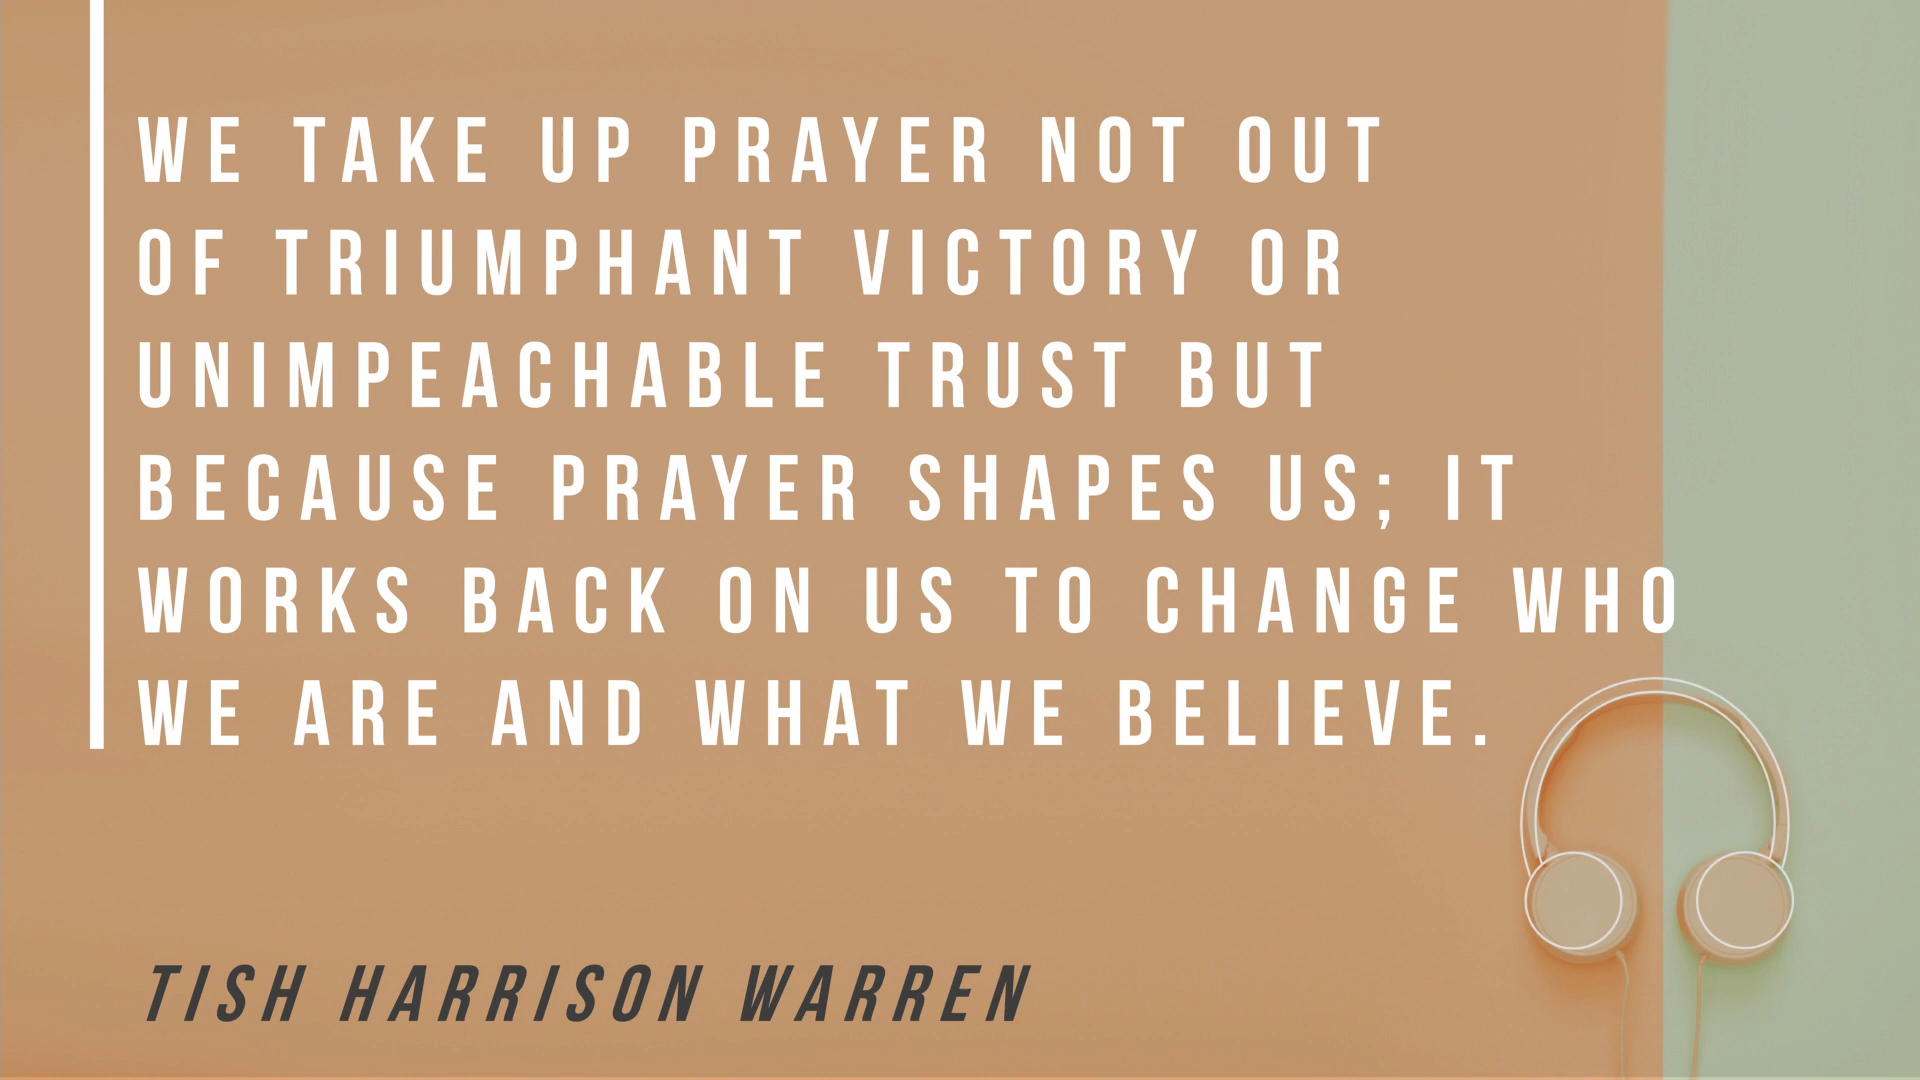 WE TAKE UP PRAYER NOT OUT
OF TRIUMPHANT VICTORY OR
UNIMPEACHABLE TRUST BUT
BECAUSE PRAYER SHAPES US; IT
WORKS BACK ON US TO CHANGE WHO
WE ARE AND WHAT WE BELIEVE.
TISH HARRISON WARREN